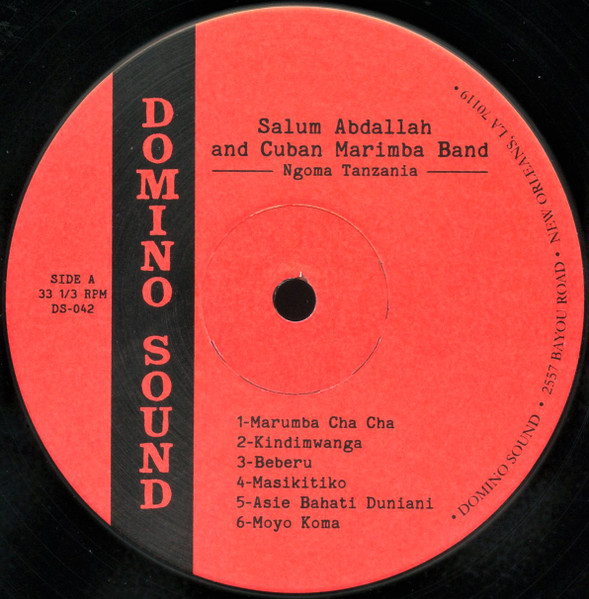 DOMINO SOUND
Salum Abdallah
and Cuban Marimba Band
Ngoma Tanzania
SIDE A
33 1/3 RPM
DS-042
1-Marumba Cha Cha
2-Kindimwanga
3-Beberu
4-Masikitiko
5-Asie Bahati Duniani
6-Moyo Koma
• DOMINO SOUND • 2557 BAYOU ROAD • NEW ORLEANS, LA 70119 •